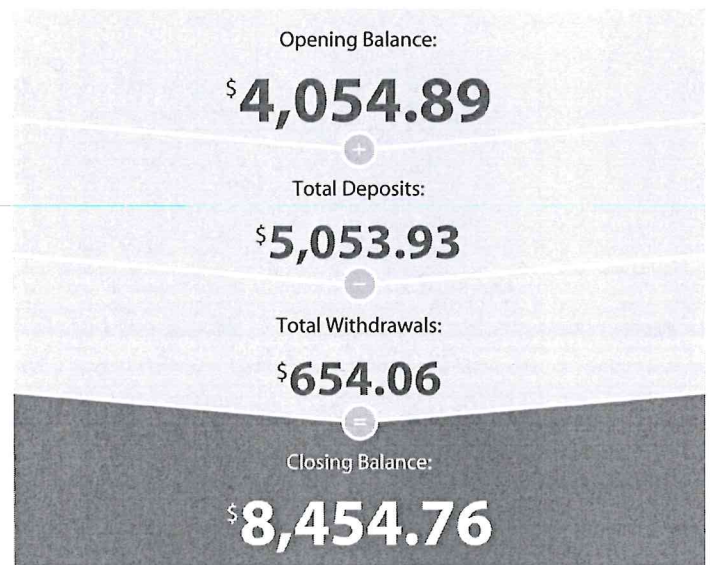 Opening Balance:
$4,054.89
+
Total Deposits:
$5,053.93
−
Total Withdrawals:
$654.06
=
Closing Balance:
$8,454.76